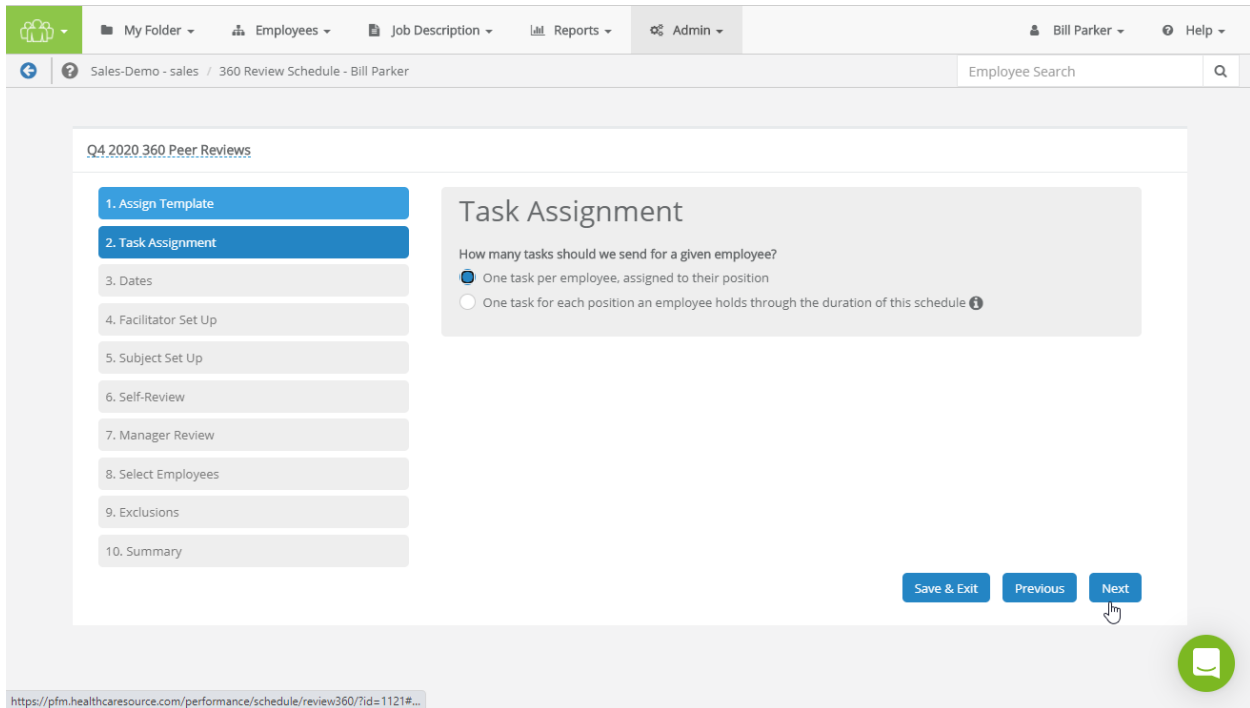 My Folder
Employees
Job Description
Reports
Admin
Bill Parker
Help
Sales-Demo - sales / 360 Review Schedule - Bill Parker
Employee Search
Q4 2020 360 Peer Reviews
1. Assign Template
2. Task Assignment
3. Dates
4. Facilitator Set Up
5. Subject Set Up
6. Self-Review
7. Manager Review
8. Select Employees
9. Exclusions
10. Summary
Task Assignment
How many tasks should we send for a given employee?
One task per employee, assigned to their position
One task for each position an employee holds through the duration of this schedule
Save & Exit
Previous
Next
https://pfm.healthcaresource.com/performance/schedule/review360/?id=1121#...